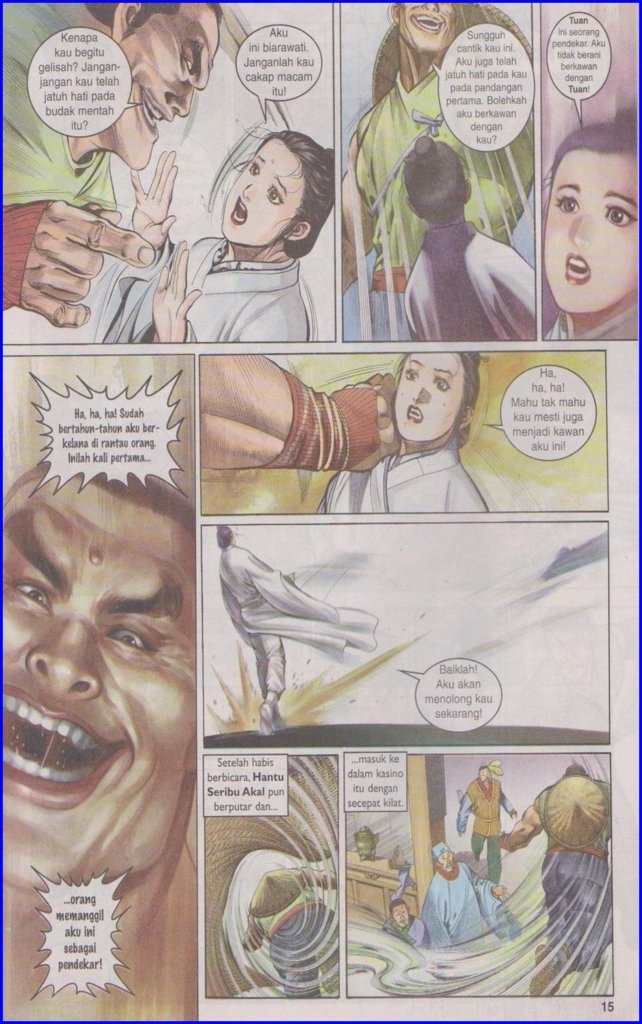 Kenapa
kau begitu
gelisah? Jangan-
jangan kau telah
jatuh hati pada
budak mentah
itu?
Aku
ini biarawati.
Janganlah kau
cakap macam
itu!
Sungguh
cantik kau ini.
Aku juga telah
jatuh hati pada kau
pada pandangan
pertama. Bolehkah
aku berkawan
dengan
kau?
Tuan
ini seorang
pendekar. Aku
tidak berani
berkawan
dengan
Tuan!
Ha, ha, ha! Sudah
bertahun-tahun aku ber-
kelana di rantau orang.
Inilah kali pertama...
...orang
memanggil
aku ini
sebagai
pendekar!
Ha,
ha, ha!
Mahu tak mahu
kau mesti juga
menjadi kawan
aku ini!
Baiklah!
Aku akan
menolong kau
sekarang!
Setelah habis
berbicara, Hantu
Seribu Akal pun
berputar dan...
...masuk ke
dalam kasino
itu dengan
secepat kilat.
15